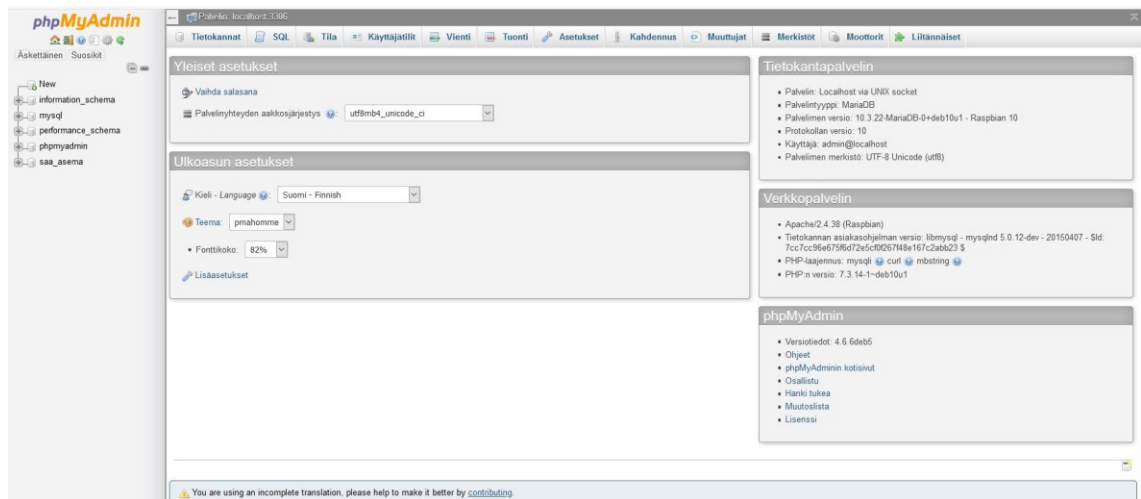 phpMyAdmin
Äskettäinen Suosikit
New
information_schema
mysql
performance_schema
phpmyadmin
saa_asema
Palvelin: localhost:3306
Tietokannat SQL Tila Käyttäjätilit Vienti Tuonti Asetukset Kahdennus Muuttujat Merkistöt Moottorit Liitännäiset
Yleiset asetukset
Vaihda salasana
Palvelinyhteyden aakkosjärjestys : utf8mb4_unicode_ci
Ulkoasun asetukset
Kieli - Language : Suomi - Finnish
Teema: pmahomme
• Fonttikoko: 82%
Lisäasetukset
Tietokantapalvelin
• Palvelin: Localhost via UNIX socket
• Palvelintyyppi: MariaDB
• Palvelimen versio: 10.3.22-MariaDB-0+deb10u1 - Raspbian 10
• Protokollan versio: 10
• Käyttäjä: admin@localhost
• Palvelimen merkistö: UTF-8 Unicode (utf8)
Verkkopalvelin
• Apache/2.4.38 (Raspbian)
• Tietokannan asiakasohjelman versio: libmysql - mysqlnd 5.0.12-dev - 20150407 - $Id:
7cc7cc96e675f6d72e5cf0f267f48e167c2abb23 $
• PHP-laajennus: mysqli curl mbstring
• PHP:n versio: 7.3.14-1~deb10u1
phpMyAdmin
• Versiotiedot: 4.6.6deb5
• Ohjeet
• phpMyAdminin kotisivut
• Osallistu
• Hanki tukea
• Muutoslista
• Lisenssi
You are using an incomplete translation, please help to make it better by contributing.